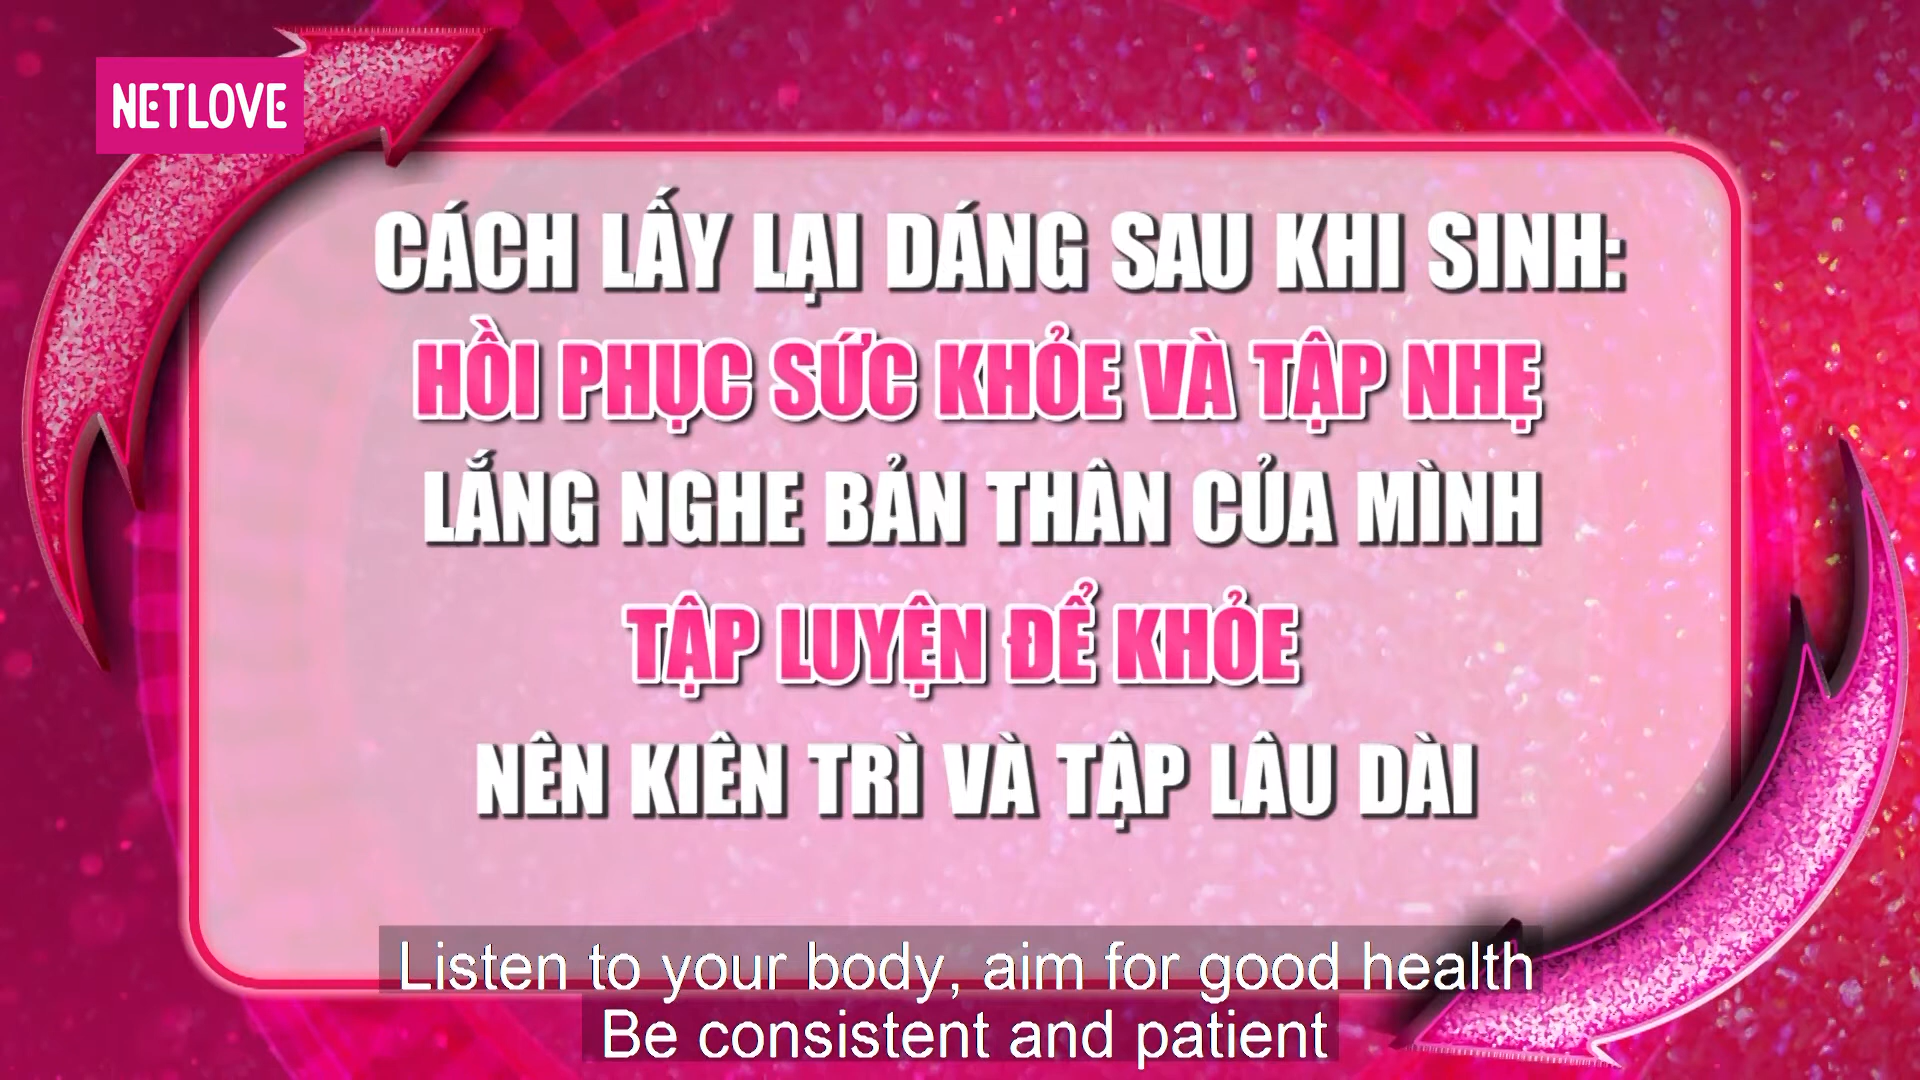 NETLOVE
CÁCH LẤY LẠI DÁNG SAU KHI SINH:
HỒI PHỤC SỨC KHỎE VÀ TẬP NHẸ
LẮNG NGHE BẢN THÂN CỦA MÌNH
TẬP LUYỆN ĐỂ KHỎE
NÊN KIÊN TRÌ VÀ TẬP LÂU DÀI
Listen to your body, aim for good health
Be consistent and patient